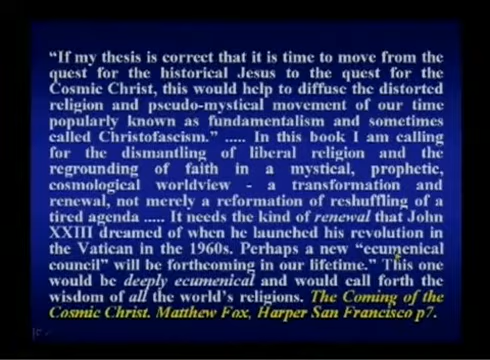 “If my thesis is correct that it is time to move from the
quest for the historical Jesus to the quest for the
Cosmic Christ, this would help to diffuse the distorted
religion and pseudo-mystical movement of our time
popularly known as fundamentalism and sometimes
called Christofascism.” ..... In this book I am calling
for the dismantling of liberal religion and the
regrounding of faith in a mystical, prophetic,
cosmological worldview - a transformation and
renewal, not merely a reformation of reshuffling of a
tired agenda ..... It needs the kind of renewal that John
XXIII dreamed of when he launched his revolution in
the Vatican in the 1960s. Perhaps a new “ecumenical
council” will be forthcoming in our lifetime.” This one
would be deeply ecumenical and would call forth the
wisdom of all the world's religions. The Coming of the
Cosmic Christ. Matthew Fox, Harper San Francisco p7.